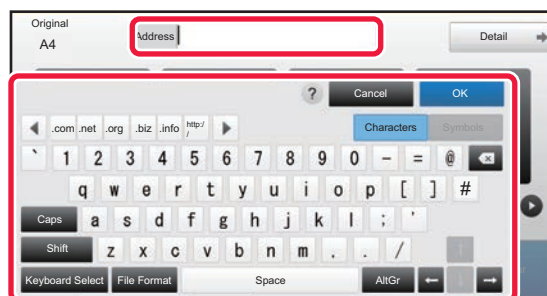 Original
A4
Address
Detail
? Cancel OK
.com .net .org .biz .info http:/
/
Characters Symbols
` 1 2 3 4 5 6 7 8 9 0 - = @
q w e r t y u i o p [ ] #
Caps a s d f g h j k l ; '
Shift z x c v b n m . . /
Keyboard Select File Format Space AltGr